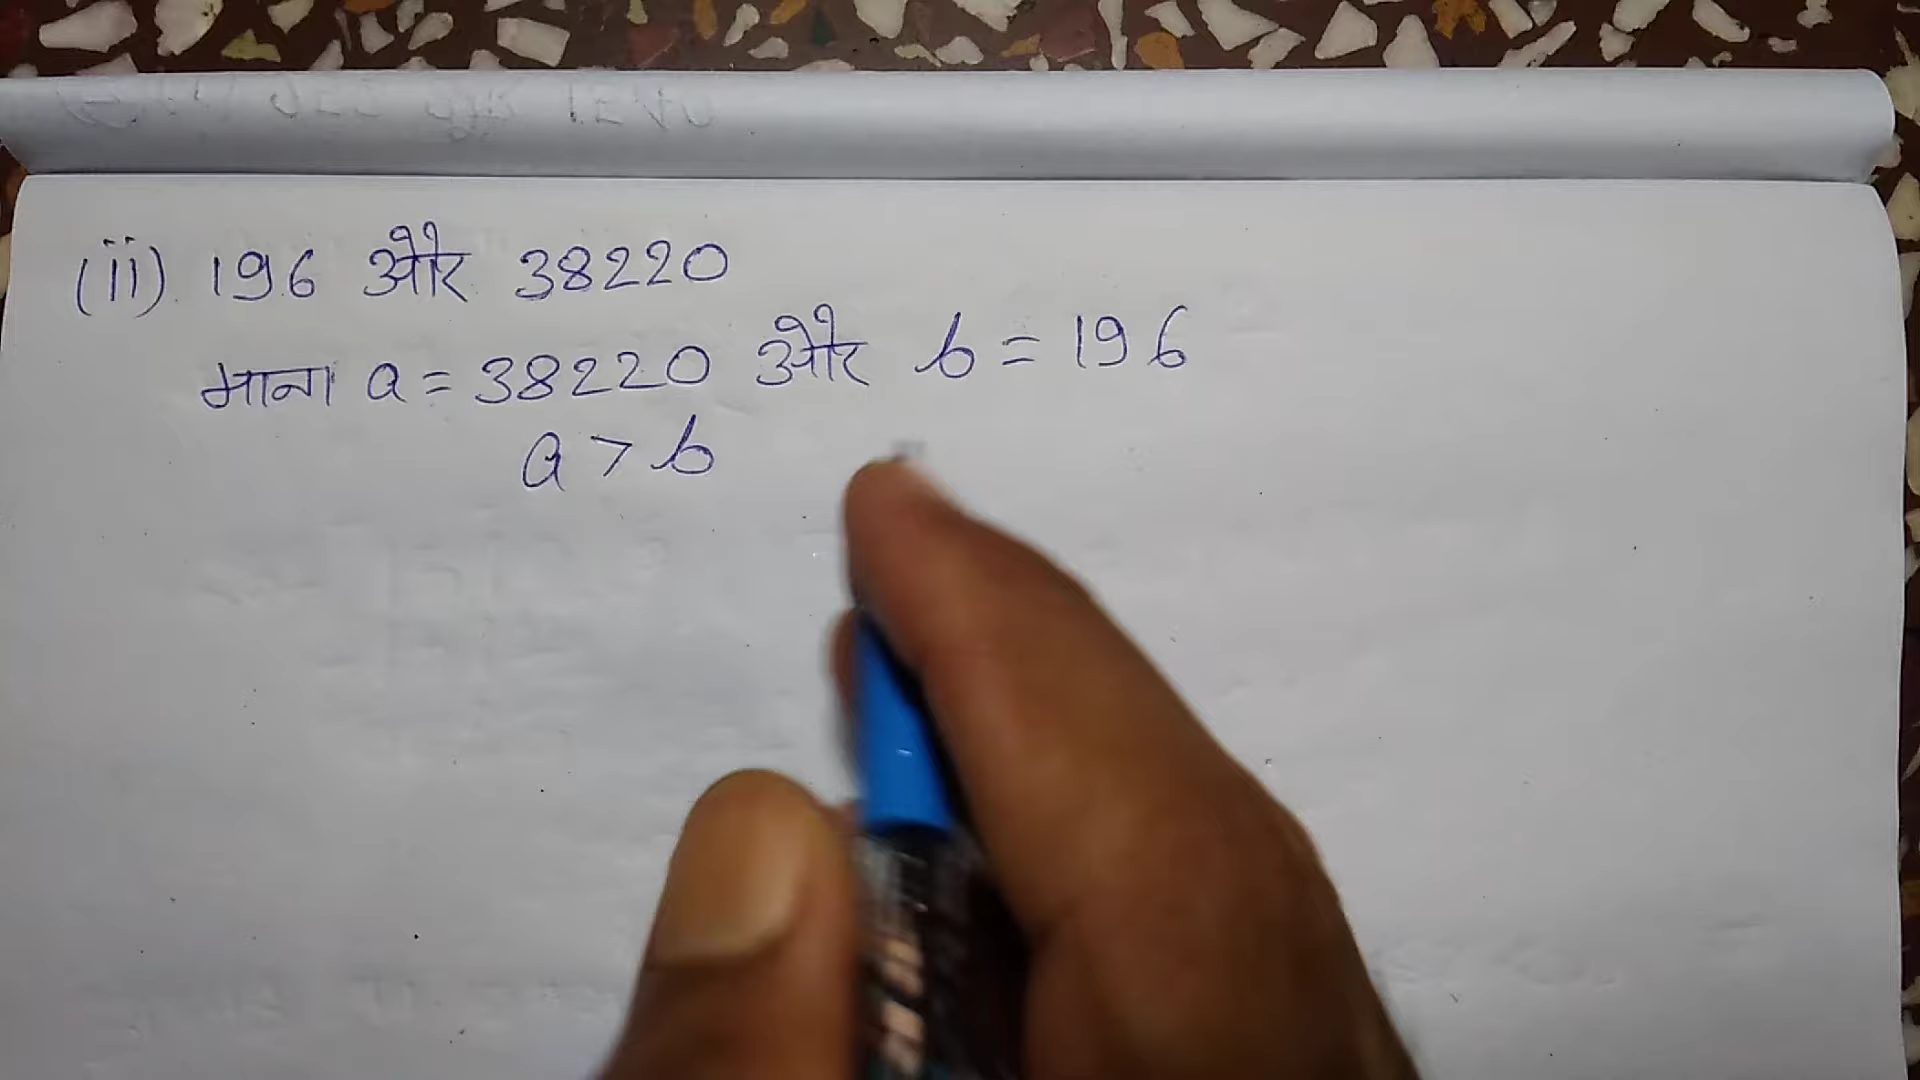 (ii) 196 और 38220
माना a = 38220 और b = 196
a > b